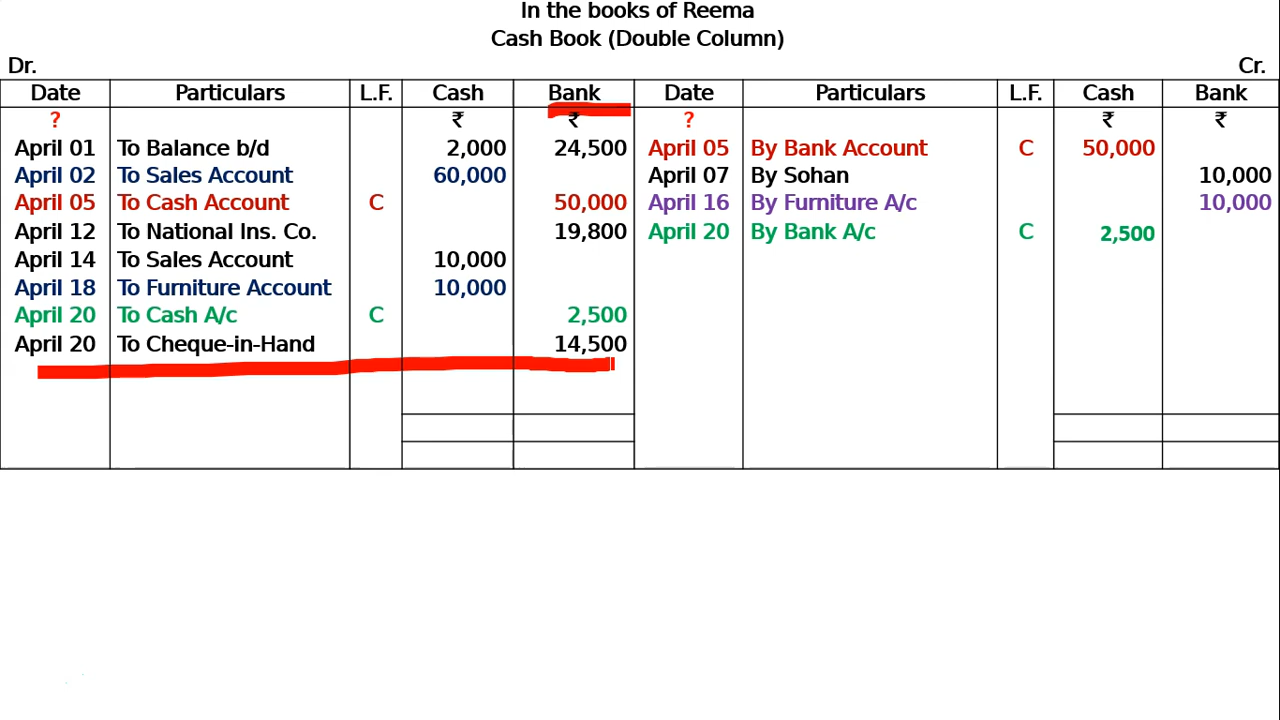 In the books of Reema
Cash Book (Double Column)
Dr. Cr.
Date Particulars L.F. Cash Bank Date Particulars L.F. Cash Bank
? ₹ ₹ ? ₹ ₹
April 01 To Balance b/d 2,000 24,500 April 05 By Bank Account C 50,000
April 02 To Sales Account 60,000 April 07 By Sohan 10,000
April 05 To Cash Account C 50,000 April 16 By Furniture A/c 10,000
April 12 To National Ins. Co. 19,800 April 20 By Bank A/c C 2,500
April 14 To Sales Account 10,000
April 18 To Furniture Account 10,000
April 20 To Cash A/c C 2,500
April 20 To Cheque-in-Hand 14,500